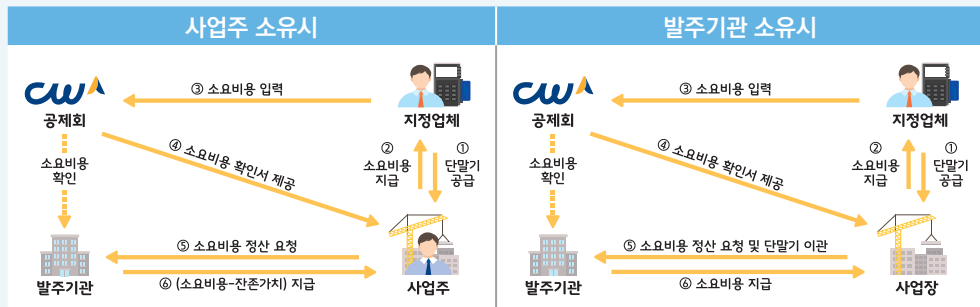 사업주 소유시
cw
공제회
③ 소요비용 입력
지정업체
소요비용
확인
④ 소요비용 확인서 제공
②
소요비용
지급
①
단말기
공급
발주기관
⑤ 소요비용 정산 요청
⑥ (소요비용-잔존가치) 지급
사업주
발주기관 소유시
cw
공제회
③ 소요비용 입력
지정업체
소요비용
확인
④ 소요비용 확인서 제공
②
소요비용
지급
①
단말기
공급
발주기관
⑤ 소요비용 정산 요청 및 단말기 이관
⑥ 소요비용 지급
사업장